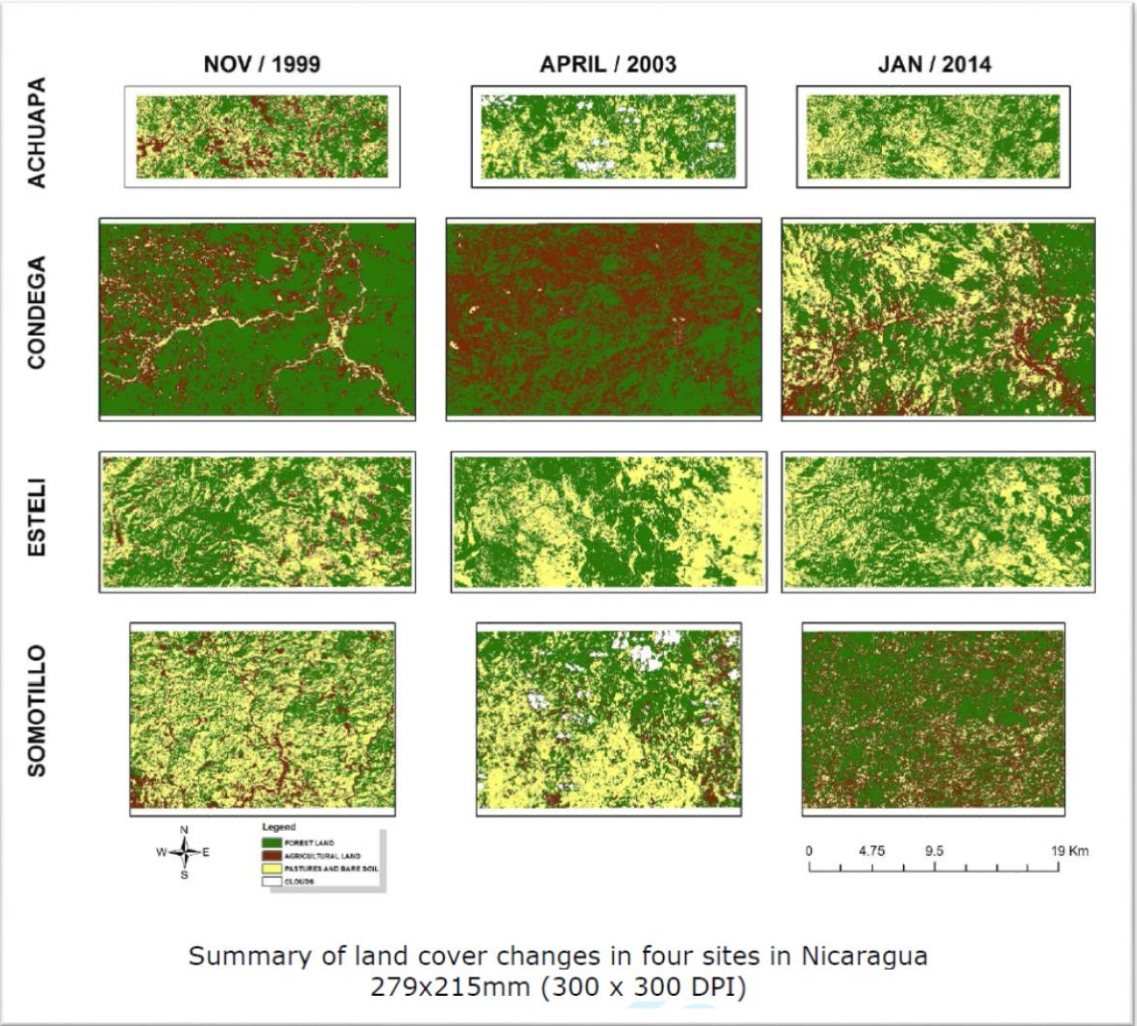 NOV / 1999
APRIL / 2003
JAN / 2014
ACHUAPA
CONDEGA
ESTELI
SOMOTILLO
N
W E
S
Legend
FOREST LAND
AGRICULTURAL LAND
PASTURES AND BARE SOIL
CLOUDS
0 4.75 9.5 19 Km
Summary of land cover changes in four sites in Nicaragua
279x215mm (300 x 300 DPI)